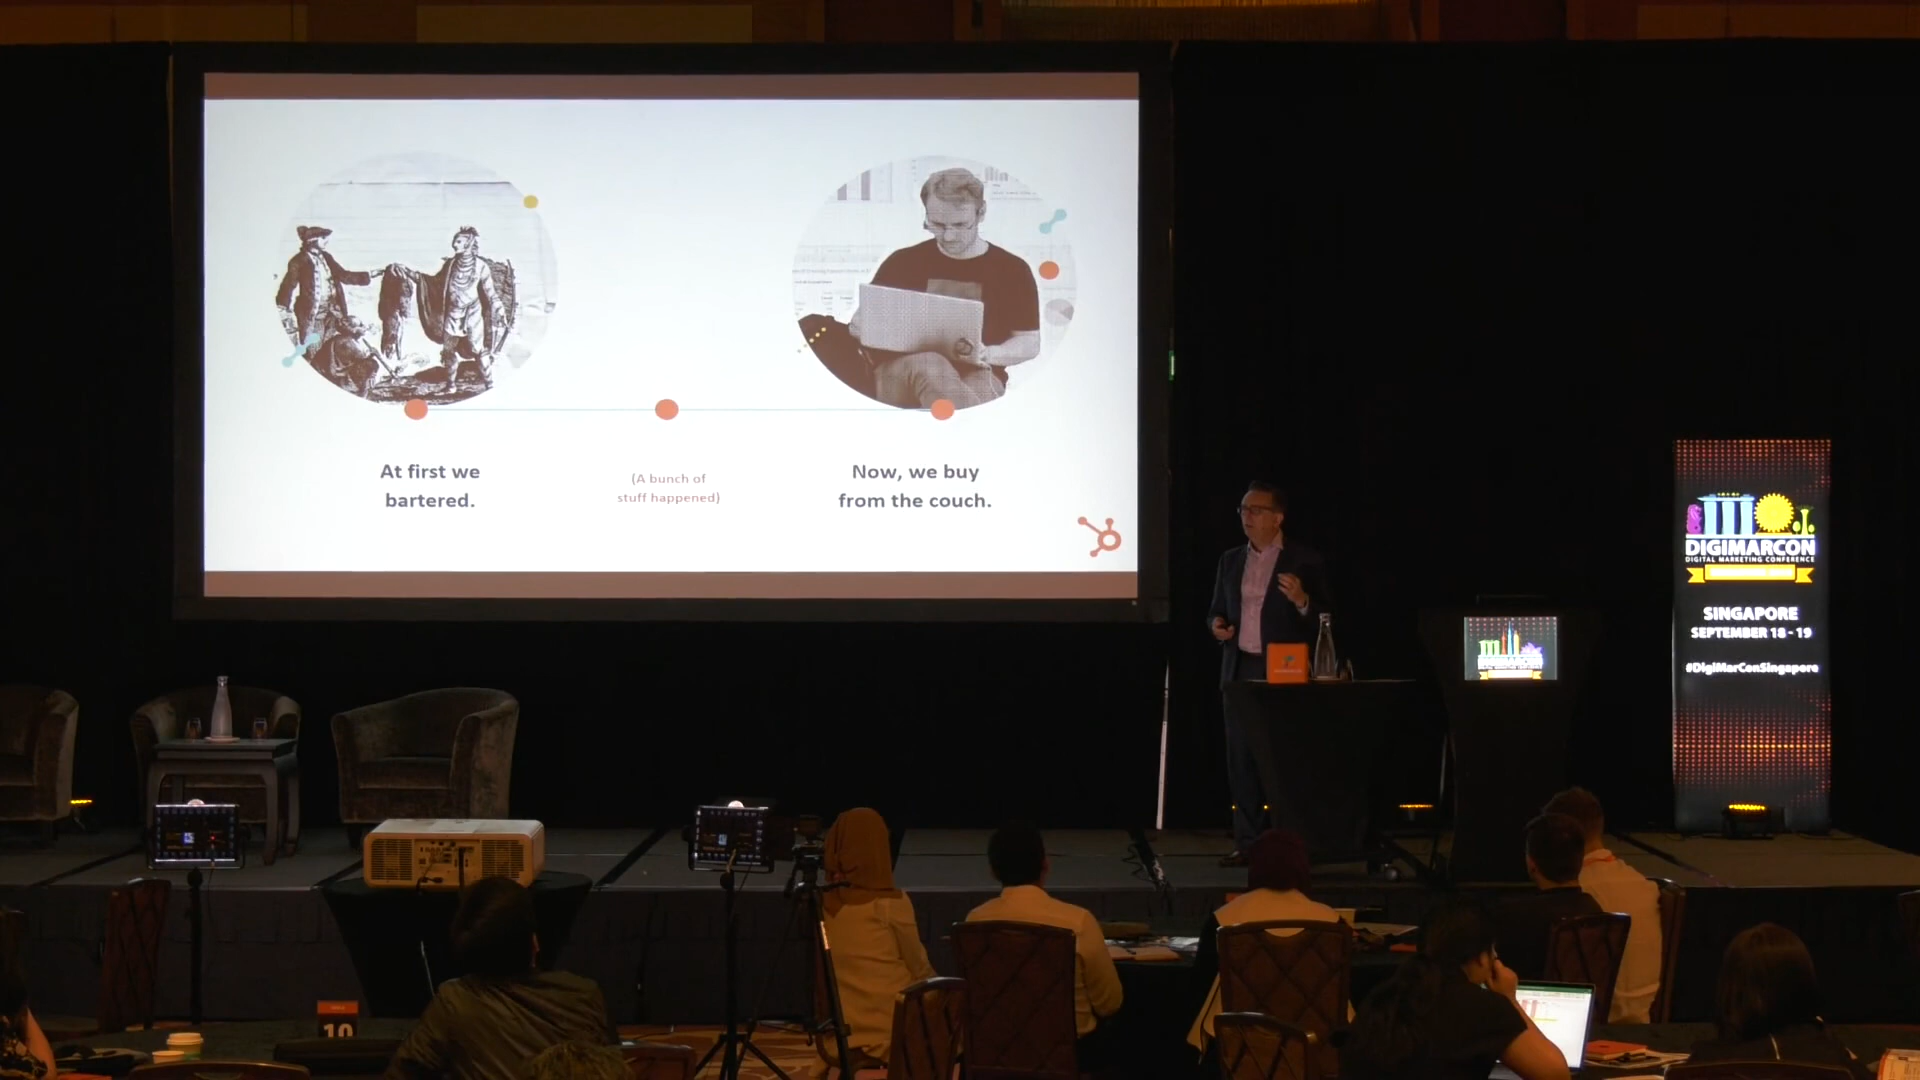 At first we
bartered.
(A bunch of
stuff happened)
Now, we buy
from the couch.
DIGIMARCON
DIGITAL MARKETING CONFERENCE
SINGAPORE
SEPTEMBER 18 - 19
#DigiMarConSingapore
10